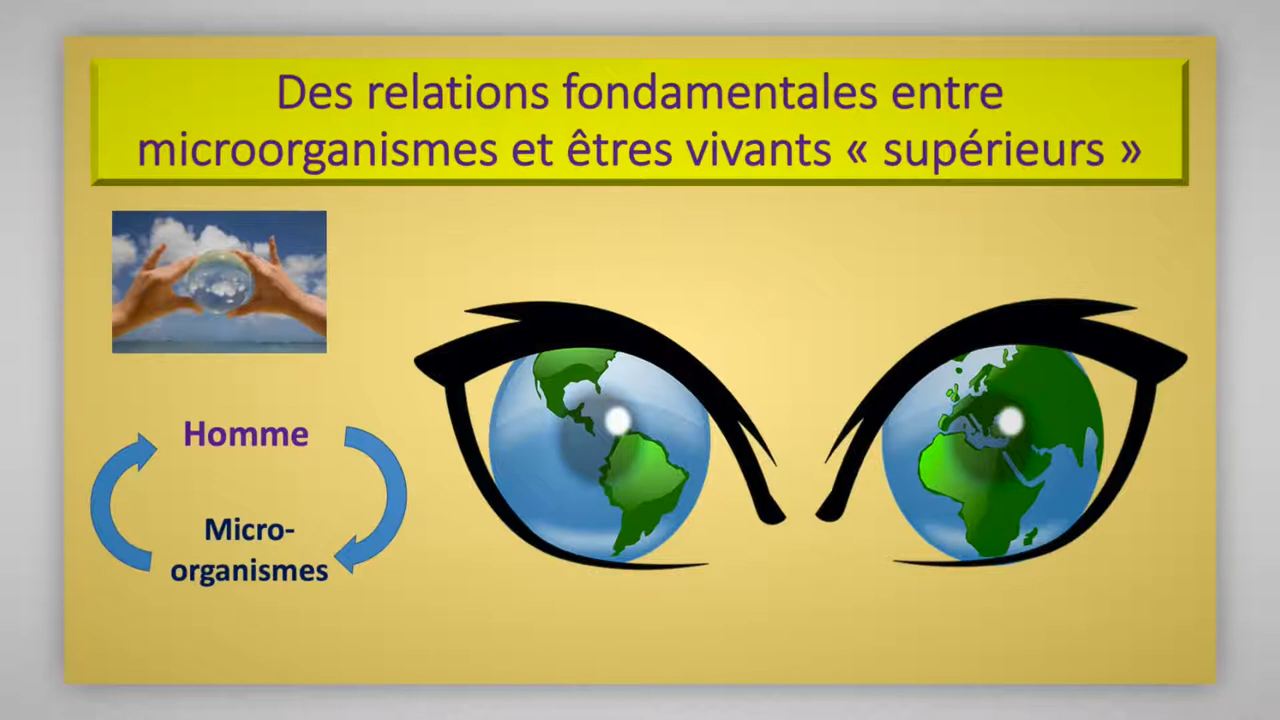 Des relations fondamentales entre
microorganismes et êtres vivants « supérieurs »
Homme
Micro-
organismes